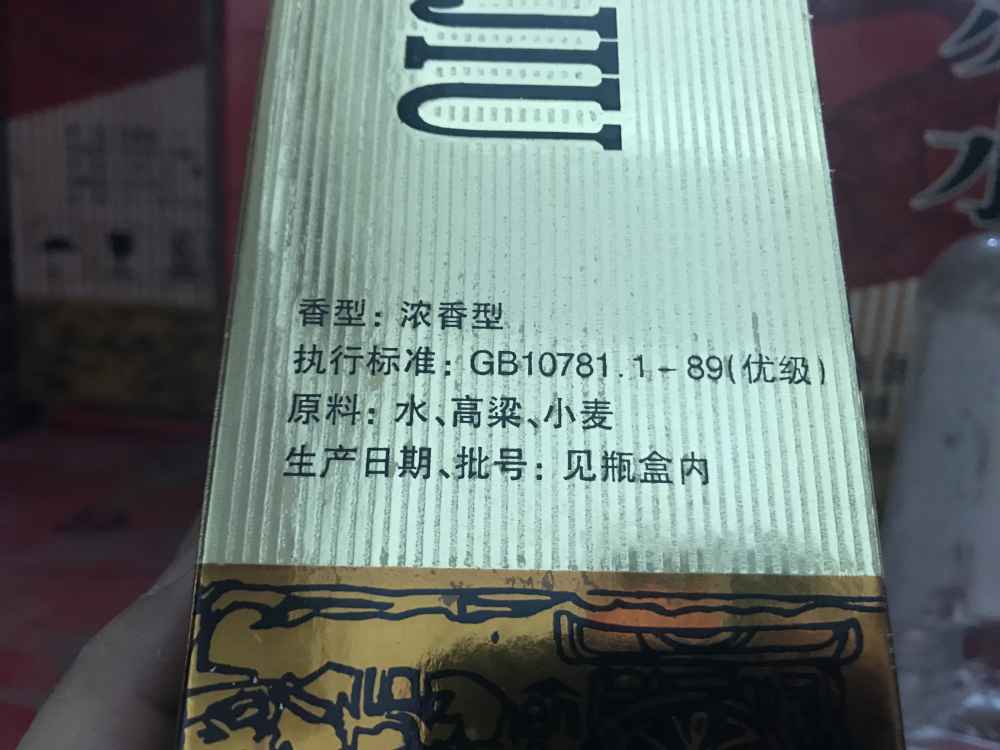 JIU
香型：浓香型
执行标准：GB10781.1-89(优级)
原料：水、高粱、小麦
生产日期、批号：见瓶盒内